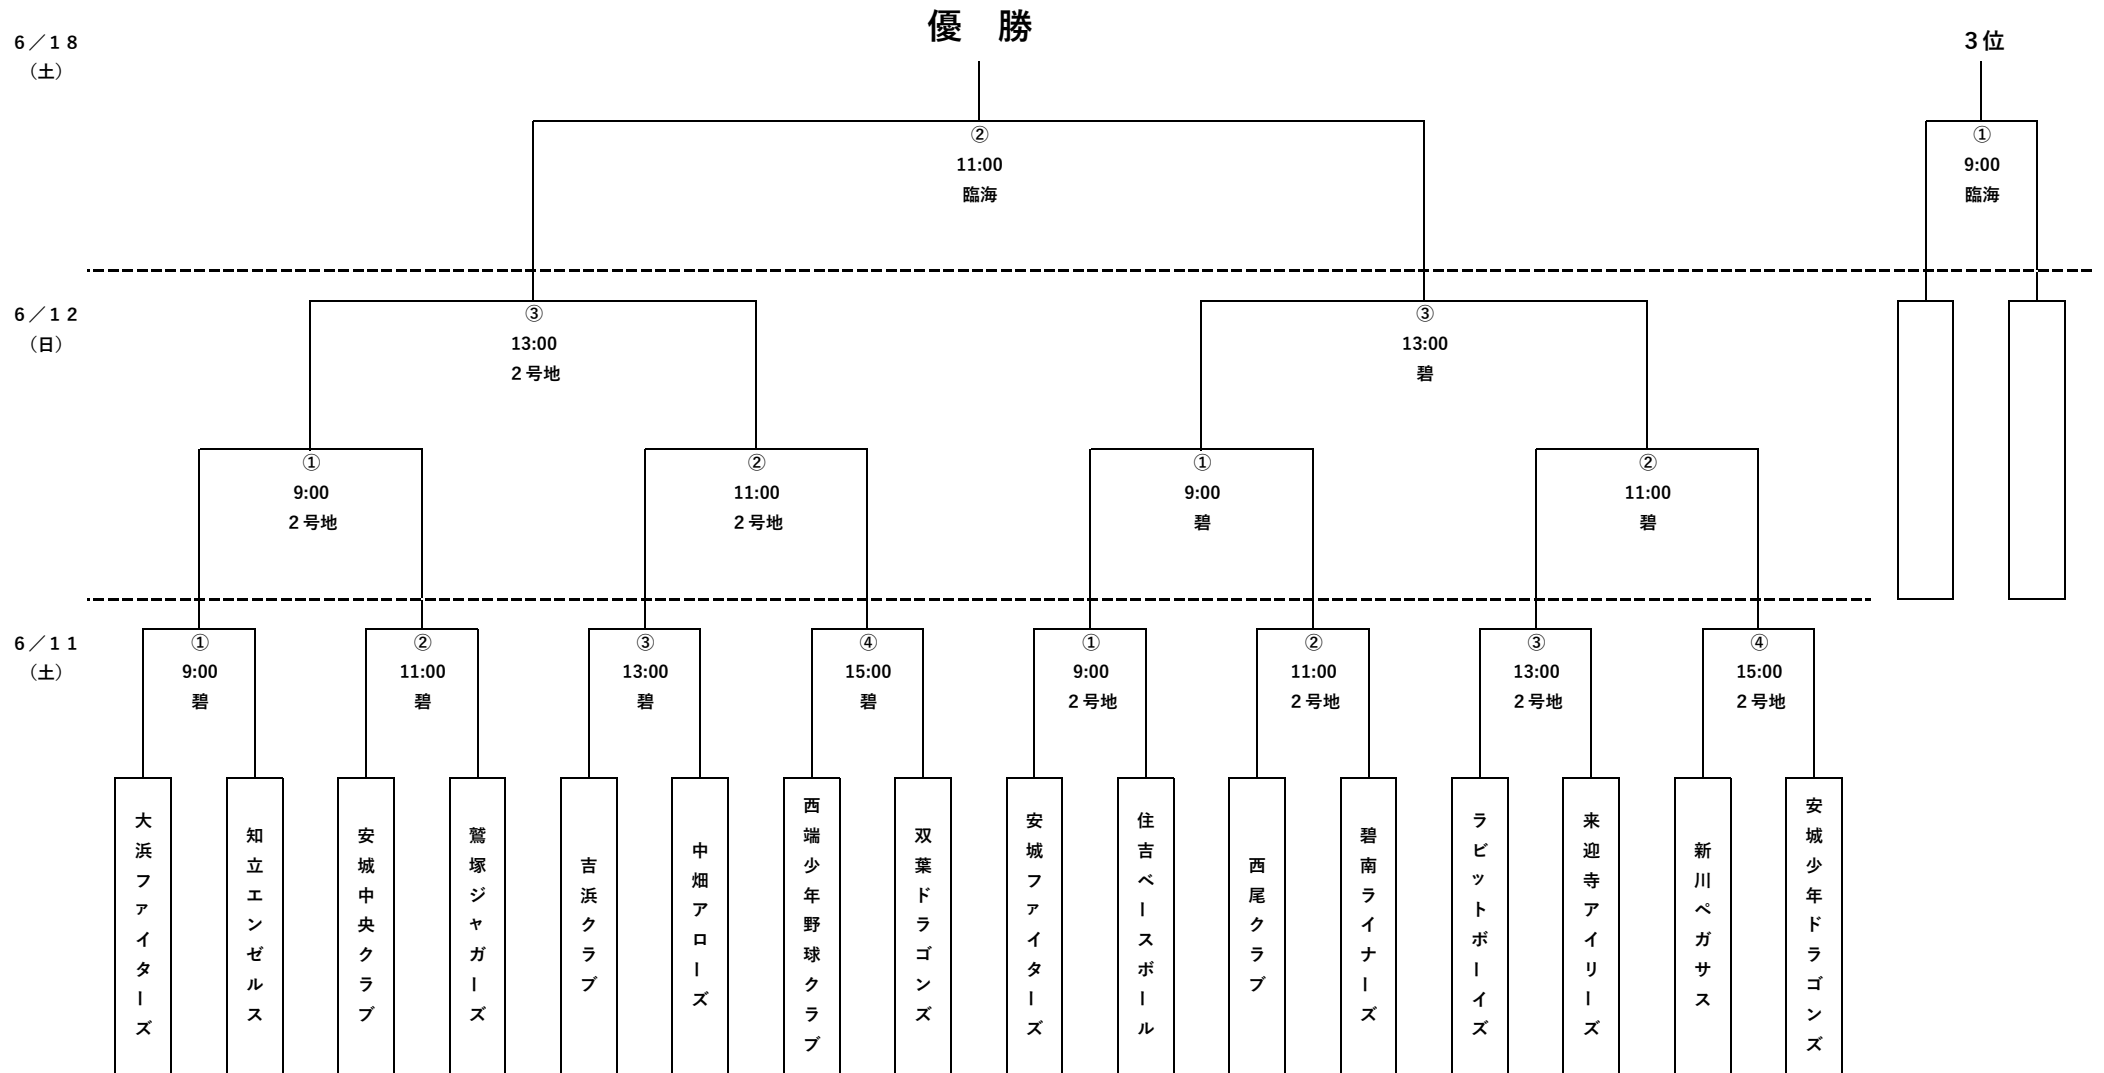 優　勝
6／18
（土）
３位
②
11:00
臨海
①
9:00
臨海
6／12
（日）
③
13:00
２号地
③
13:00
碧
①
9:00
２号地
②
11:00
２号地
①
9:00
碧
②
11:00
碧
6／11
（土）
①
9:00
碧
②
11:00
碧
③
13:00
碧
④
15:00
碧
①
9:00
２号地
②
11:00
２号地
③
13:00
２号地
④
15:00
２号地
大浜ファイターズ
知立エンゼルス
安城中央クラブ
鷲塚ジャガーズ
吉浜クラブ
中畑アローズ
西端少年野球クラブ
双葉ドラゴンズ
安城ファイターズ
住吉ベースボール
西尾クラブ
碧南ライナーズ
ラビットボーイズ
来迎寺アイリーズ
新川ペガサス
安城少年ドラゴンズ